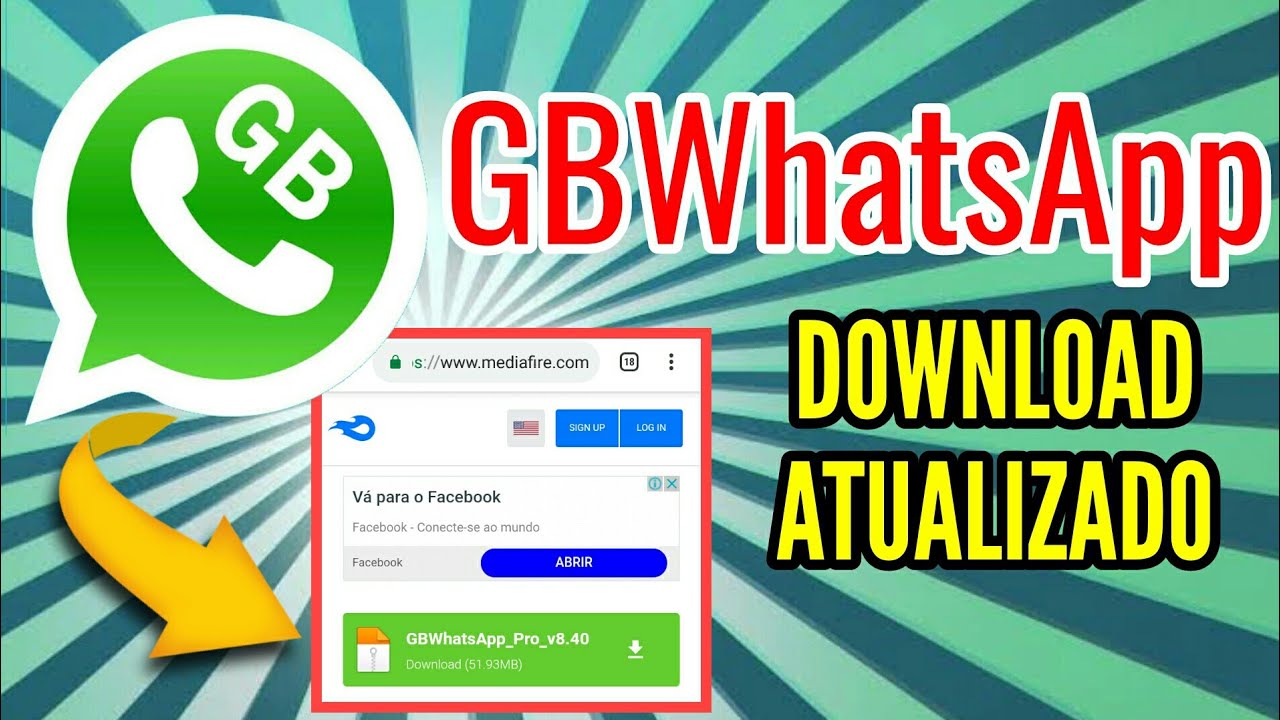 GB
GBWhatsApp
DOWNLOAD
ATUALIZADO
s://www.mediafire.com
18
SIGN UP
LOG IN
Vá para o Facebook
Facebook - Conecte-se ao mundo
Facebook
ABRIR
GBWhatsApp_Pro_v8.40
Download (51.93MB)